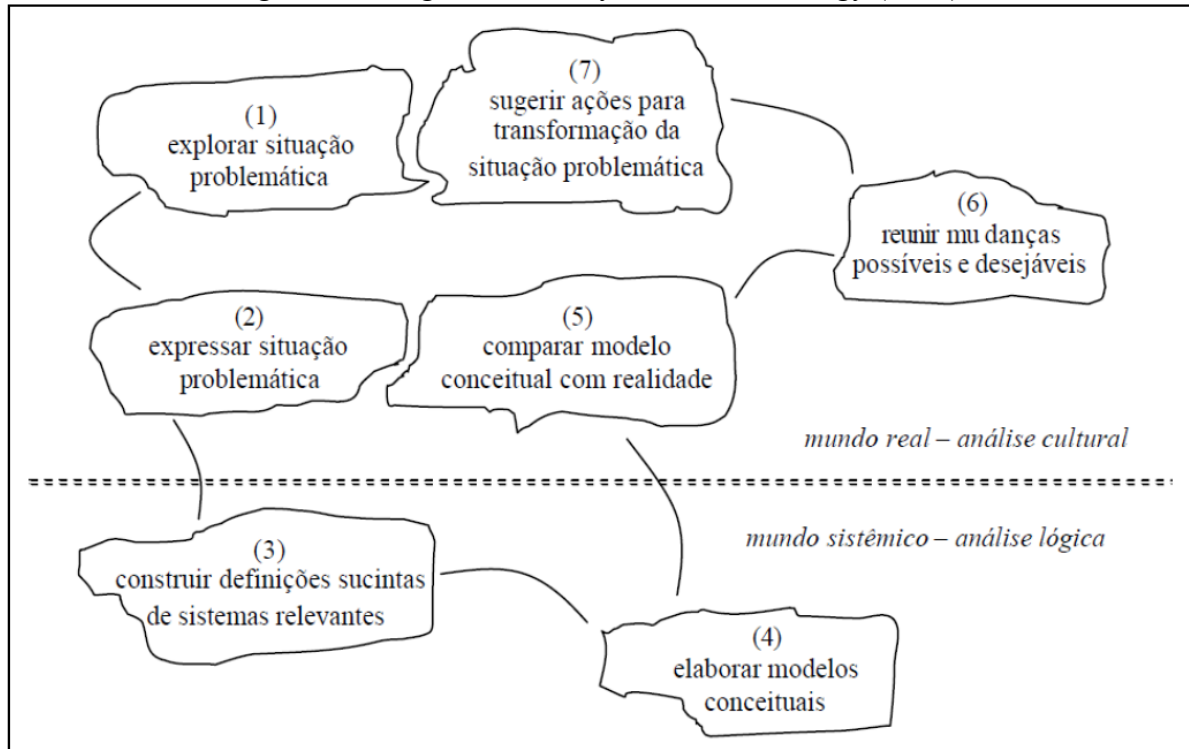 (1)
explorar situação
problemática
(7)
sugerir ações para
transformação da
situação problemática
(6)
reunir mu danças
possíveis e desejáveis
(2)
expressar situação
problemática
(5)
comparar modelo
conceitual com realidade
mundo real – análise cultural
mundo sistêmico – análise lógica
(3)
construir definições sucintas
de sistemas relevantes
(4)
elaborar modelos
conceituais